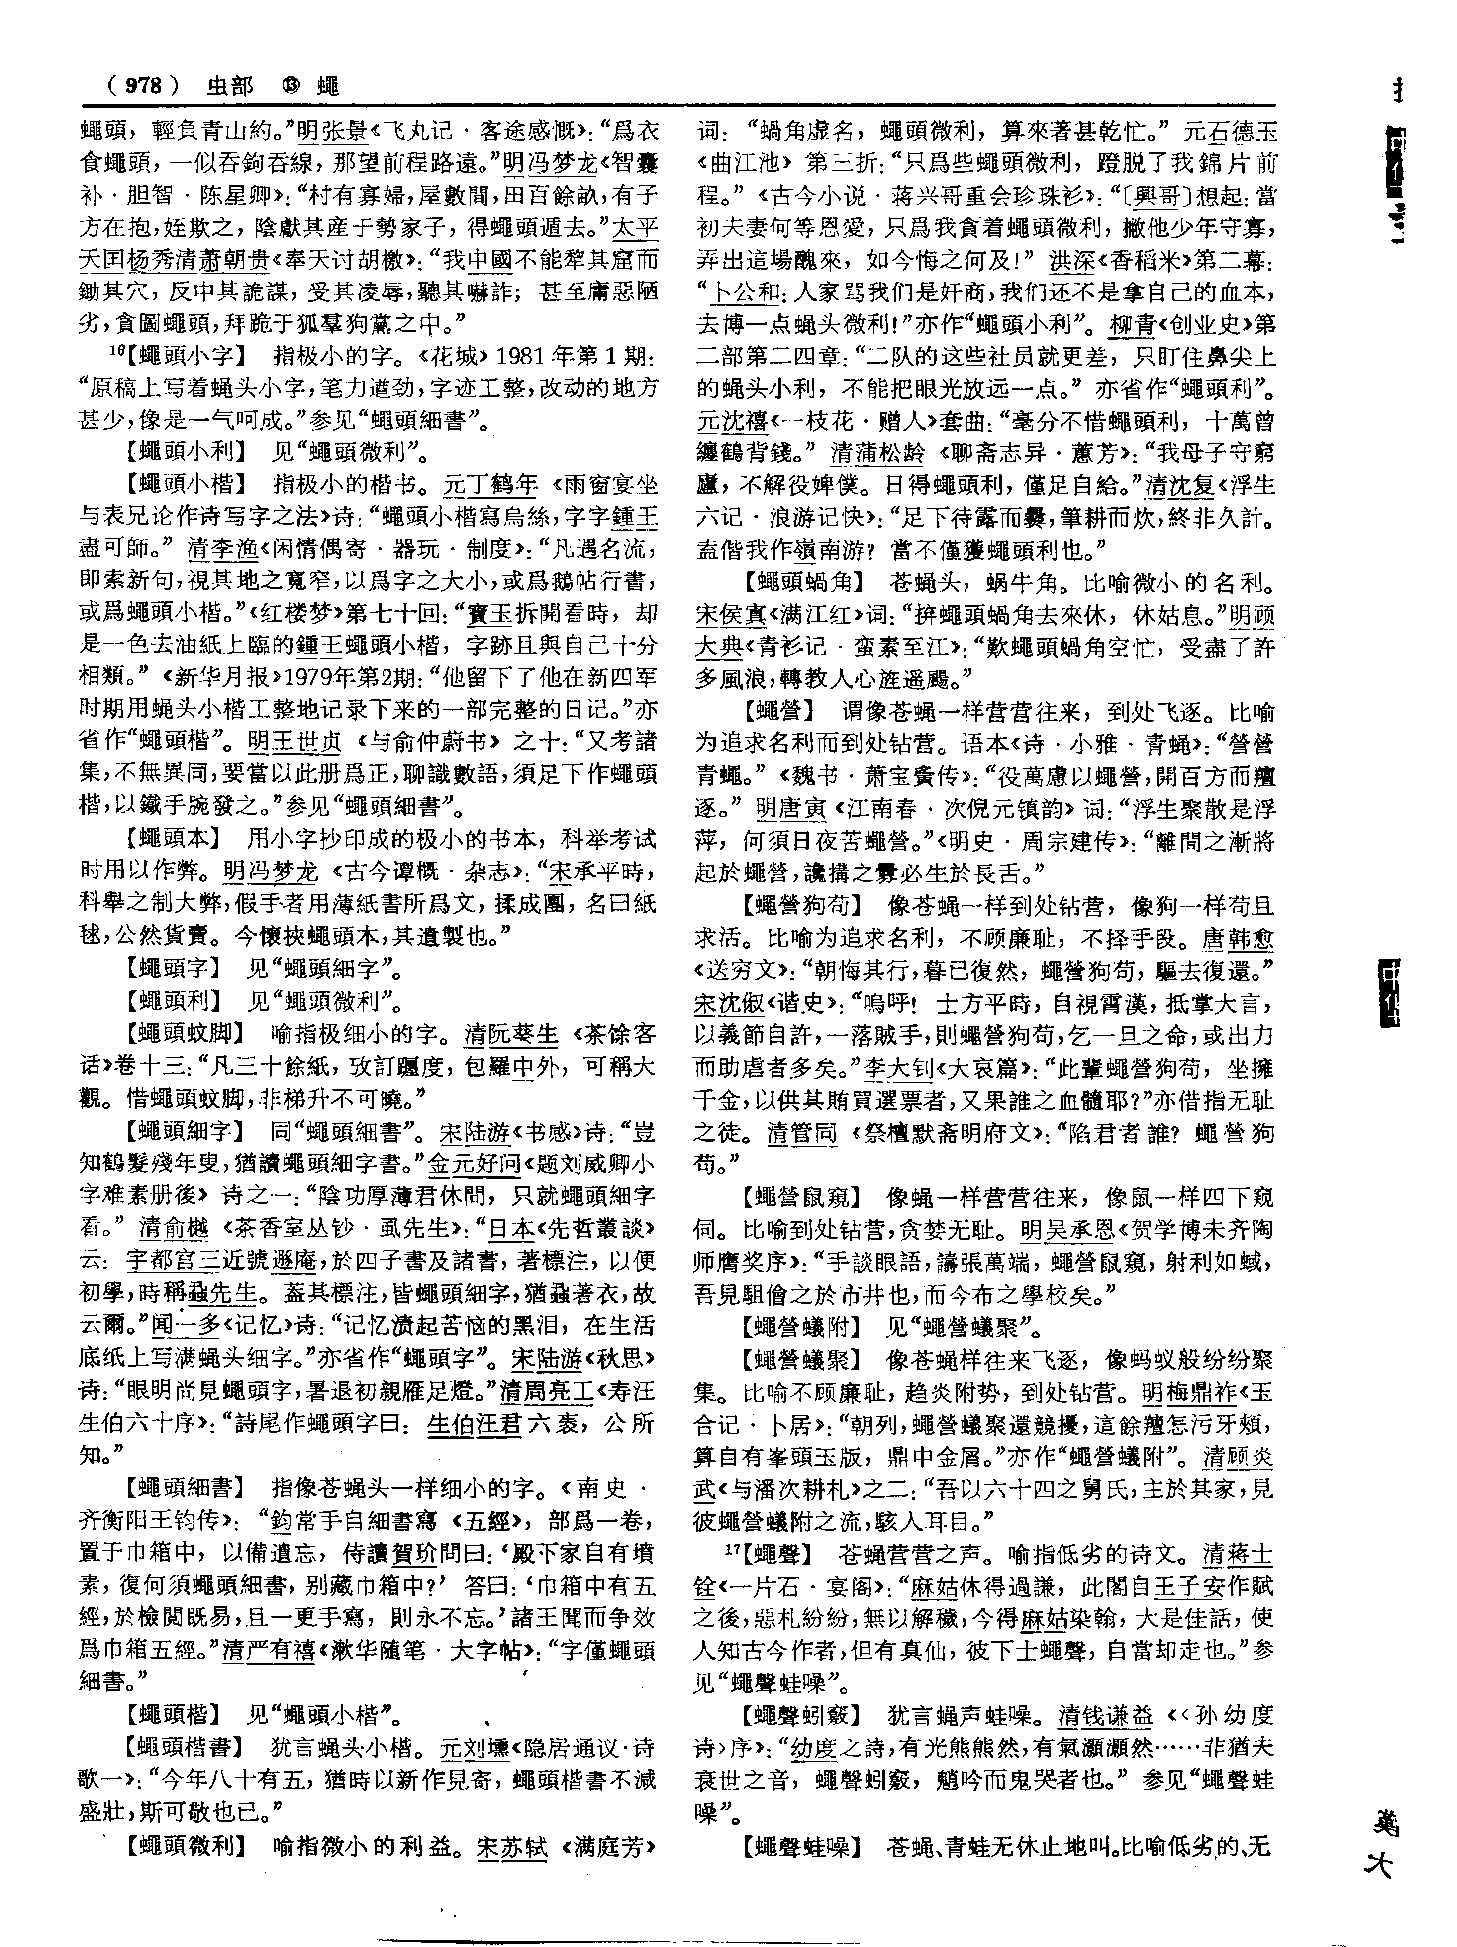 （978） 虫部 ⑬ 蠅
蠅頭，輕負青山約。”明张景《飞丸记·客途感慨》：“爲衣
食蠅頭，一似吞鉤吞線，那望前程路遠。”明冯梦龙《智囊
补·胆智·陈星卿》：“村有寡婦，屋數間，田百餘畝，有子
方在抱，姪欺之，陰獻其産于勢家子，得蠅頭遁去。”太平
天囯杨秀清萧朝贵《奉天讨胡檄》：“我中國不能犂其窟而
鋤其穴，反中其詭謀，受其凌辱，聽其嚇詐；甚至庸惡陋
劣，貪圖蠅頭，拜跪于狐羣狗黨之中。”
16【蠅頭小字】 指极小的字。《花城》1981年第1期：
“原稿上写着蝇头小字，笔力遒劲，字迹工整，改动的地方
甚少，像是一气呵成。”参见“蠅頭細書”。
【蠅頭小利】 见“蠅頭微利”。
【蠅頭小楷】 指极小的楷书。元丁鹤年《雨窗宴坐
与表兄论作诗写字之法》诗：“蠅頭小楷寫烏絲，字字鍾王
盡可師。”清李渔《闲情偶寄·器玩·制度》：“凡遇名流，
即索新句，視其地之寬窄，以爲字之大小，或爲鵝帖行書，
或爲蠅頭小楷。”《红楼梦》第七十回：“寶玉拆開看時，却
是一色去油紙上臨的鍾王蠅頭小楷，字跡且與自己十分
相類。”《新华月报》1979年第2期：“他留下了他在新四军
时期用蝇头小楷工整地记录下来的一部完整的日记。”亦
省作“蠅頭楷”。明王世贞《与俞仲蔚书》之十：“又考諸
集，不無異同，要當以此册爲正，聊識數語，須足下作蠅頭
楷，以鐵手腕發之。”参见“蠅頭細書”。
【蠅頭本】 用小字抄印成的极小的书本，科举考试
时用以作弊。明冯梦龙《古今谭概·杂志》：“宋承平時，
科舉之制大弊，假手者用薄紙書所爲文，揉成團，名曰紙
毬，公然貨賣。今懷挾蠅頭本，其遺製也。”
【蠅頭字】 见“蠅頭細字”。
【蠅頭利】 见“蠅頭微利”。
【蠅頭蚊脚】 喻指极细小的字。清阮葵生《茶馀客
话》卷十三：“凡三十餘紙，攷訂躔度，包羅中外，可稱大
觀。惜蠅頭蚊脚，非梯升不可曉。”
【蠅頭細字】 同“蠅頭細書”。宋陆游《书感》诗：“豈
知鶴髮殘年叟，猶讀蠅頭細字書。”金元好问《题刘威卿小
字难素册後》诗之一：“陰功厚薄君休問，只就蠅頭細字
看。”清俞樾《茶香室丛钞·虱先生》：“日本《先哲叢談》
云：宇都宮三近號遯庵，於四子書及諸書，著標注，以便
初學，時稱蝨先生。蓋其標注，皆蠅頭細字，猶蝨著衣，故
云爾。”闻一多《记忆》诗：“记忆渍起苦恼的黑泪，在生活
底纸上写满蝇头细字。”亦省作“蠅頭字”。宋陆游《秋思》
诗：“眼明尚見蠅頭字，暑退初親雁足燈。”清周亮工《寿汪
生伯六十序》：“詩尾作蠅頭字曰：生伯汪君六袠，公所
知。”
【蠅頭細書】 指像苍蝇头一样细小的字。《南史·
齐衡阳王钧传》：“鈞常手自細書寫《五經》，部爲一卷，
置于巾箱中，以備遺忘，侍讀賀玠問曰：‘殿下家自有墳
素，復何須蠅頭細書，别藏巾箱中？’答曰：‘巾箱中有五
經，於檢閲既易，且一更手寫，則永不忘。’諸王聞而争效
爲巾箱五經。”清严有禧《漱华随笔·大字帖》：“字僅蠅頭
細書。”
【蠅頭楷】 见“蠅頭小楷”。
【蠅頭楷書】 犹言蝇头小楷。元刘壎《隐居通议·诗
歌一》：“今年八十有五，猶時以新作見寄，蠅頭楷書不減
盛壯，斯可敬也已。”
【蠅頭微利】 喻指微小的利益。宋苏轼《满庭芳》
词：“蝸角虚名，蠅頭微利，算來著甚乾忙。”元石德玉
《曲江池》第三折：“只爲些蠅頭微利，蹬脱了我錦片前
程。”《古今小说·蒋兴哥重会珍珠衫》：“〔興哥〕想起：當
初夫妻何等恩愛，只爲我貪着蠅頭微利，撇他少年守寡，
弄出這場醜來，如今悔之何及！”洪深《香稻米》第二幕：
“卜公和：人家骂我们是奸商，我们还不是拿自己的血本，
去博一点蝇头微利！”亦作“蠅頭小利”。柳青《创业史》第
二部第二四章：“二队的这些社员就更差，只盯住鼻尖上
的蝇头小利，不能把眼光放远一点。”亦省作“蠅頭利”。
元沈禧《一枝花·赠人》套曲：“毫分不惜蠅頭利，十萬曾
纏鶴背錢。”清蒲松龄《聊斋志异·蕙芳》：“我母子守窮
廬，不解役婢僕。日得蠅頭利，僅足自給。”清沈复《浮生
六记·浪游记快》：“足下待露而爨，筆耕而炊，終非久計。
盍偕我作嶺南游？當不僅獲蠅頭利也。”
【蠅頭蝸角】 苍蝇头，蜗牛角。比喻微小的名利。
宋侯寘《满江红》词：“拚蠅頭蝸角去來休，休姑息。”明顾
大典《青衫记·蛮素至江》：“歎蠅頭蝸角空忙，受盡了許
多風浪，轉教人心旌遥颺。”
【蠅營】 谓像苍蝇一样营营往来，到处飞逐。比喻
为追求名利而到处钻营。语本《诗·小雅·青蝇》：“營營
青蠅。”《魏书·萧宝夤传》：“役萬慮以蠅營，開百方而羶
逐。”明唐寅《江南春·次倪元镇韵》词：“浮生聚散是浮
萍，何須日夜苦蠅營。”《明史·周宗建传》：“離間之漸將
起於蠅營，讒搆之釁必生於長舌。”
【蠅營狗苟】 像苍蝇一样到处钻营，像狗一样苟且
求活。比喻为追求名利，不顾廉耻，不择手段。唐韩愈
《送穷文》：“朝悔其行，暮已復然，蠅營狗苟，驅去復還。”
宋沈俶《谐史》：“嗚呼！士方平時，自視霄漢，抵掌大言，
以義節自許，一落賊手，則蠅營狗苟，乞一旦之命，或出力
而助虐者多矣。”李大钊《大哀篇》：“此輩蠅營狗苟，坐擁
千金，以供其賄買選票者，又果誰之血髓耶？”亦借指无耻
之徒。清管同《祭檀默斋明府文》：“陷君者誰？蠅營狗
苟。”
【蠅營鼠窺】 像蝇一样营营往来，像鼠一样四下窥
伺。比喻到处钻营，贪婪无耻。明吴承恩《贺学博未齐陶
师膺奖序》：“手談眼語，譸張萬端，蠅營鼠窺，射利如蜮，
吾見駔儈之於市井也，而今布之學校矣。”
【蠅營蟻附】 见“蠅營蟻聚”。
【蠅營蟻聚】 像苍蝇样往来飞逐，像蚂蚁般纷纷聚
集。比喻不顾廉耻，趋炎附势，到处钻营。明梅鼎祚《玉
合记·卜居》：“朝列，蠅營蟻聚還競擾，這餘羶怎污牙頰，
算自有峯頭玉版，鼎中金屑。”亦作“蠅營蟻附”。清顾炎
武《与潘次耕札》之二：“吾以六十四之舅氏，主於其家，見
彼蠅營蟻附之流，駭人耳目。”
17【蠅聲】 苍蝇营营之声。喻指低劣的诗文。清蒋士
铨《一片石·宴阁》：“麻姑休得過謙，此閣自王子安作賦
之後，惡札紛紛，無以解穢，今得麻姑染翰，大是佳話，使
人知古今作者，但有真仙，彼下士蠅聲，自當却走也。”参
见“蠅聲蛙噪”。
【蠅聲蚓竅】 犹言蝇声蛙噪。清钱谦益《〈孙幼度
诗〉序》：“幼度之詩，有光熊熊然，有氣灝灝然……非猶夫
衰世之音，蠅聲蚓竅，魈吟而鬼哭者也。”参见“蠅聲蛙
噪”。
【蠅聲蛙噪】 苍蝇、青蛙无休止地叫。比喻低劣的、无